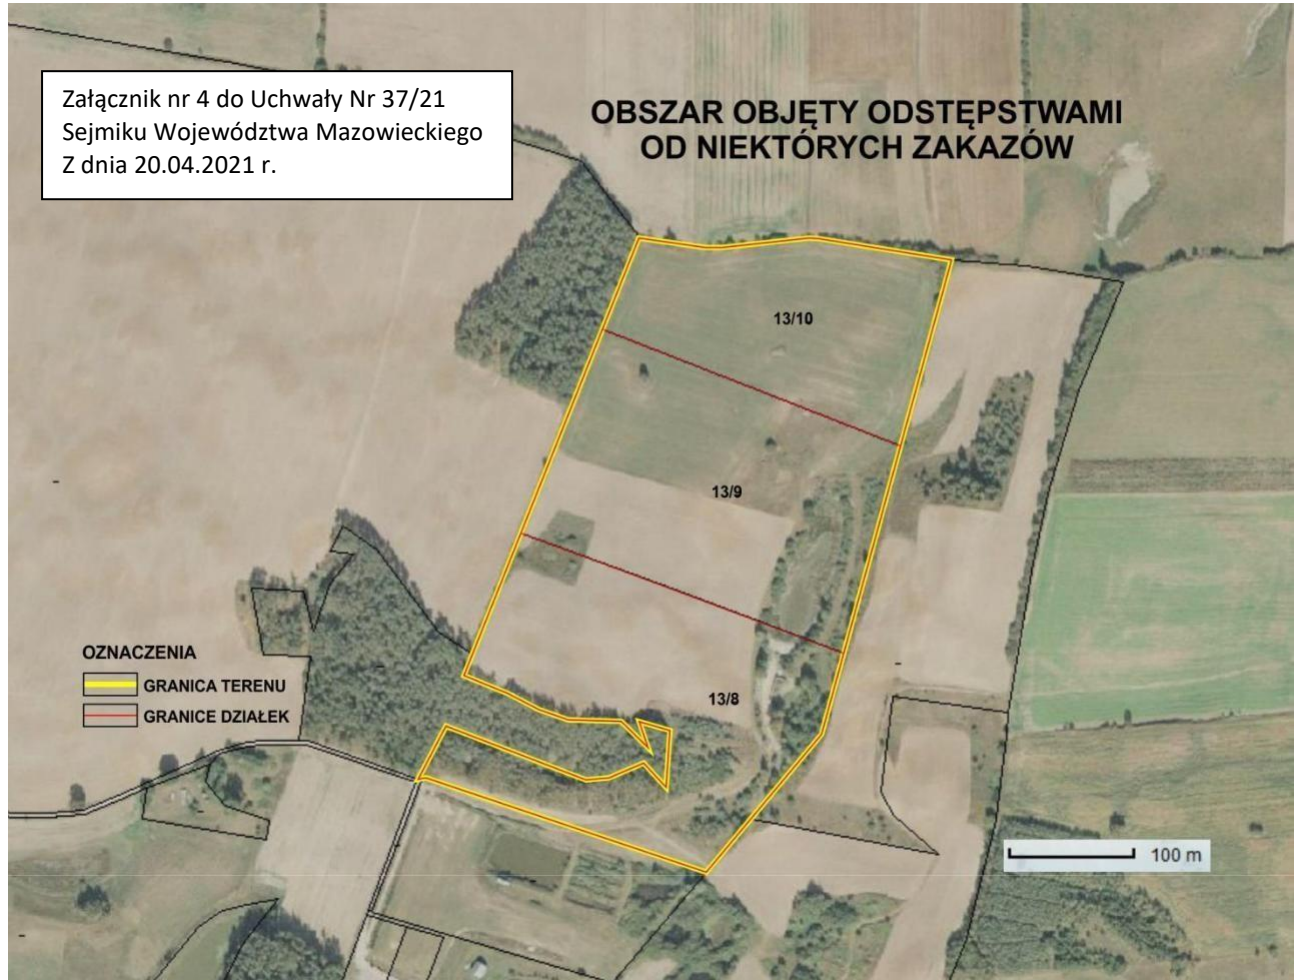 Załącznik nr 4 do Uchwały Nr 37/21
Sejmiku Województwa Mazowieckiego
Z dnia 20.04.2021 r.
OBSZAR OBJĘTY ODSTĘPSTWAMI
OD NIEKTÓRYCH ZAKAZÓW
13/10
13/9
13/8
OZNACZENIA
GRANICA TERENU
GRANICE DZIAŁEK
100 m